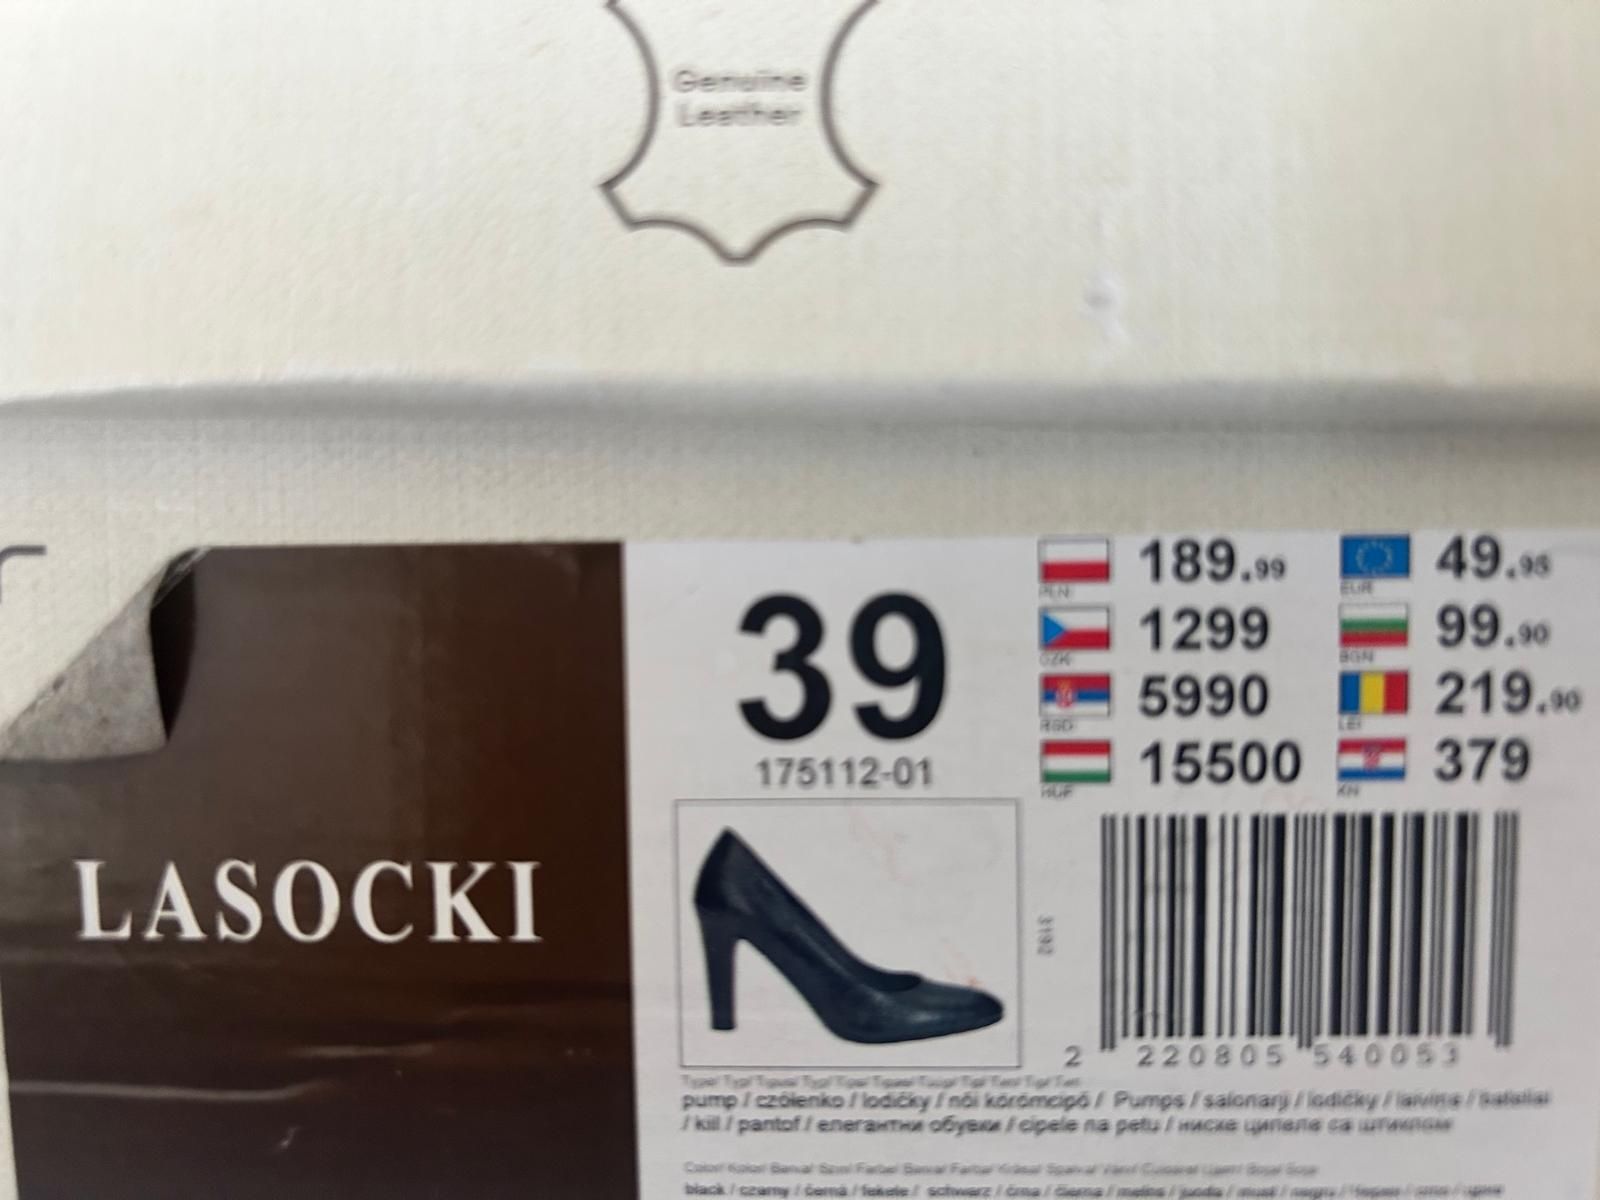 Genuine
Leather
39
175112-01
PLN 189.99
EUR 49.95
CZK 1299
BGN 99.90
RSD 5990
LEI 219.90
HUF 15500
KN 379
LASOCKI
3192
2 220805 540053
pump / czółenko / lodičky / női körömcipő / Pumps / salonarji / lodičky / laiviņa /
/ kill / pantof / елегантни обувки / cipele na petu / ниске ципеле са штиклом
black / czarny / černá / fekete / schwarz / črna / čierna / melns / juoda / must / negru /